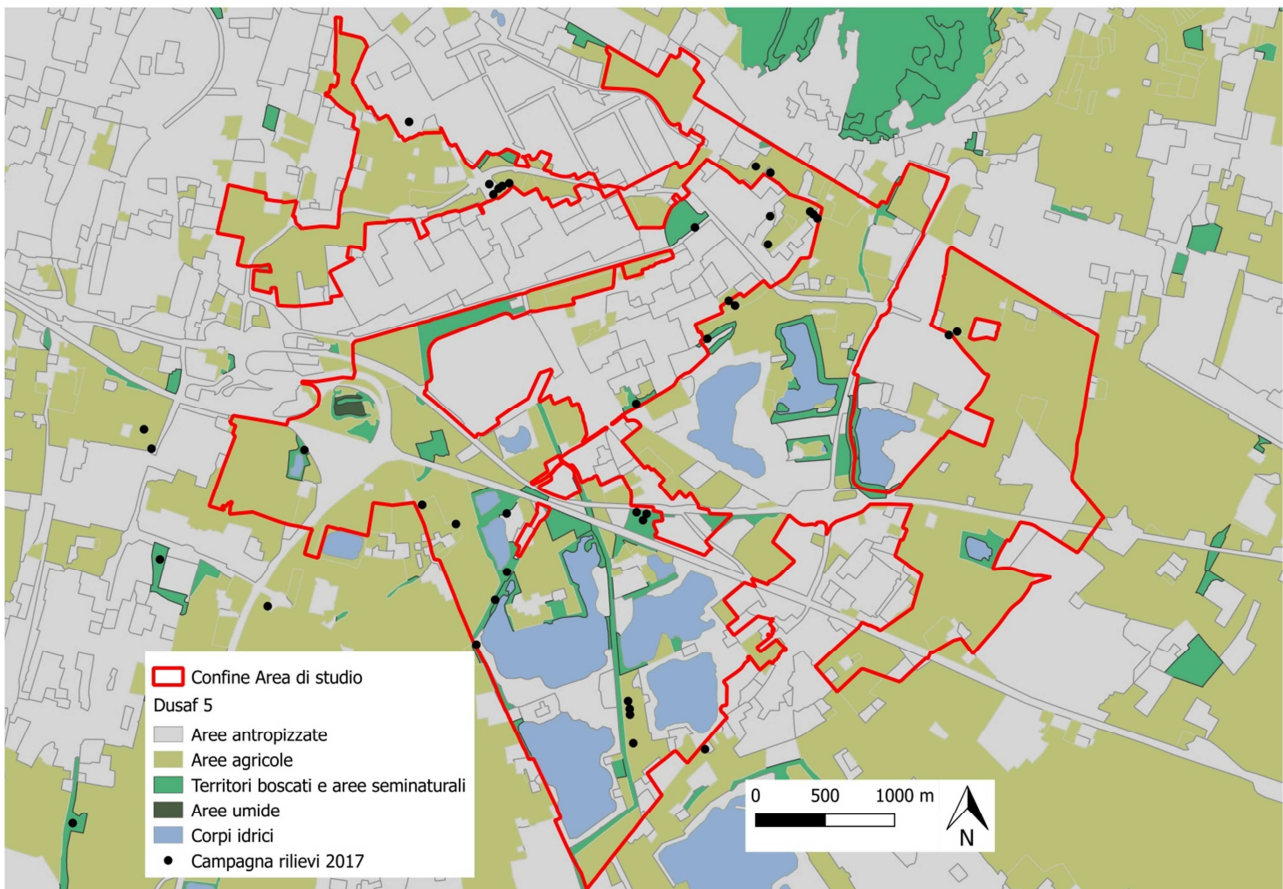 Confine Area di studio
Dusaf 5
Aree antropizzate
Aree agricole
Territori boscati e aree seminaturali
Aree umide
Corpi idrici
Campagna rilievi 2017
0 500 1000 m
N